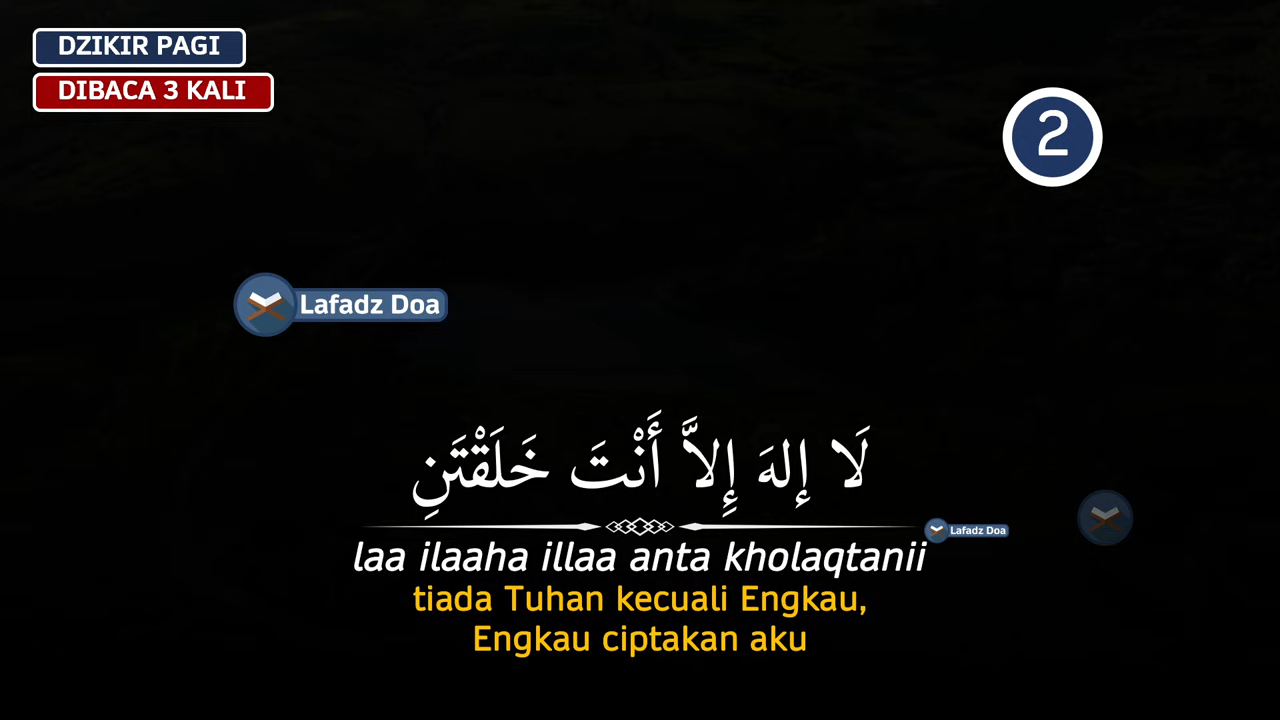 DZIKIR PAGI
DIBACA 3 KALI
2
Lafadz Doa
لَا إِلهَ إِلاَّ أَنْتَ خَلَقْتَنِ
Lafadz Doa
laa ilaaha illaa anta kholaqtanii
tiada Tuhan kecuali Engkau,
Engkau ciptakan aku